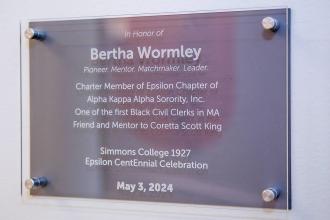 In Honor of
Bertha Wormley
Pioneer. Mentor. Matchmaker. Leader.
Charter Member of Epsilon Chapter of
Alpha Kappa Alpha Sorority, Inc.
One of the first Black Civil Clerks in MA
Friend and Mentor to Coretta Scott King
Simmons College 1927
Epsilon CentEnnial Celebration
May 3, 2024